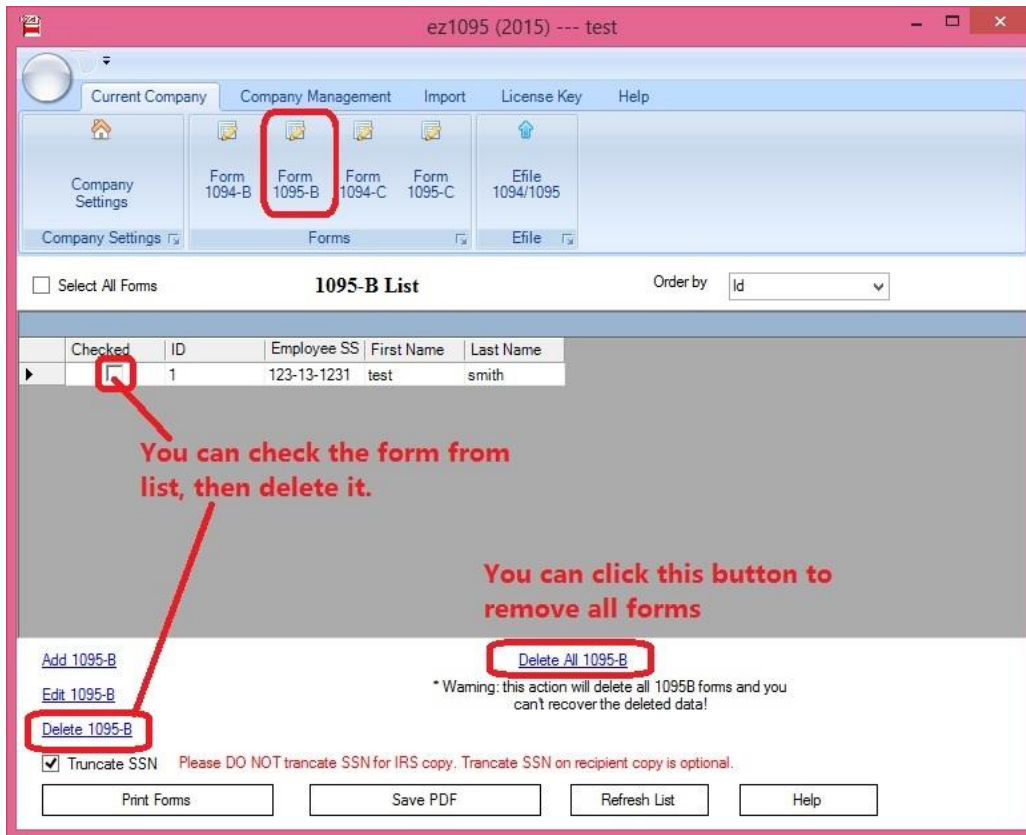 ez1095 (2015) --- test
Current Company Company Management Import License Key Help
Company Settings
Form 1094-B
Form 1095-B
Form 1094-C
Form 1095-C
Efile 1094/1095
Company Settings Forms Efile
Select All Forms 1095-B List Order by Id
Checked ID Employee SS First Name Last Name
1 123-13-1231 test smith
You can check the form from
list, then delete it.
You can click this button to
remove all forms
Add 1095-B
Delete All 1095-B
Edit 1095-B
* Warning: this action will delete all 1095B forms and you
can't recover the deleted data!
Delete 1095-B
Truncate SSN Please DO NOT trancate SSN for IRS copy. Trancate SSN on recipient copy is optional.
Print Forms Save PDF Refresh List Help